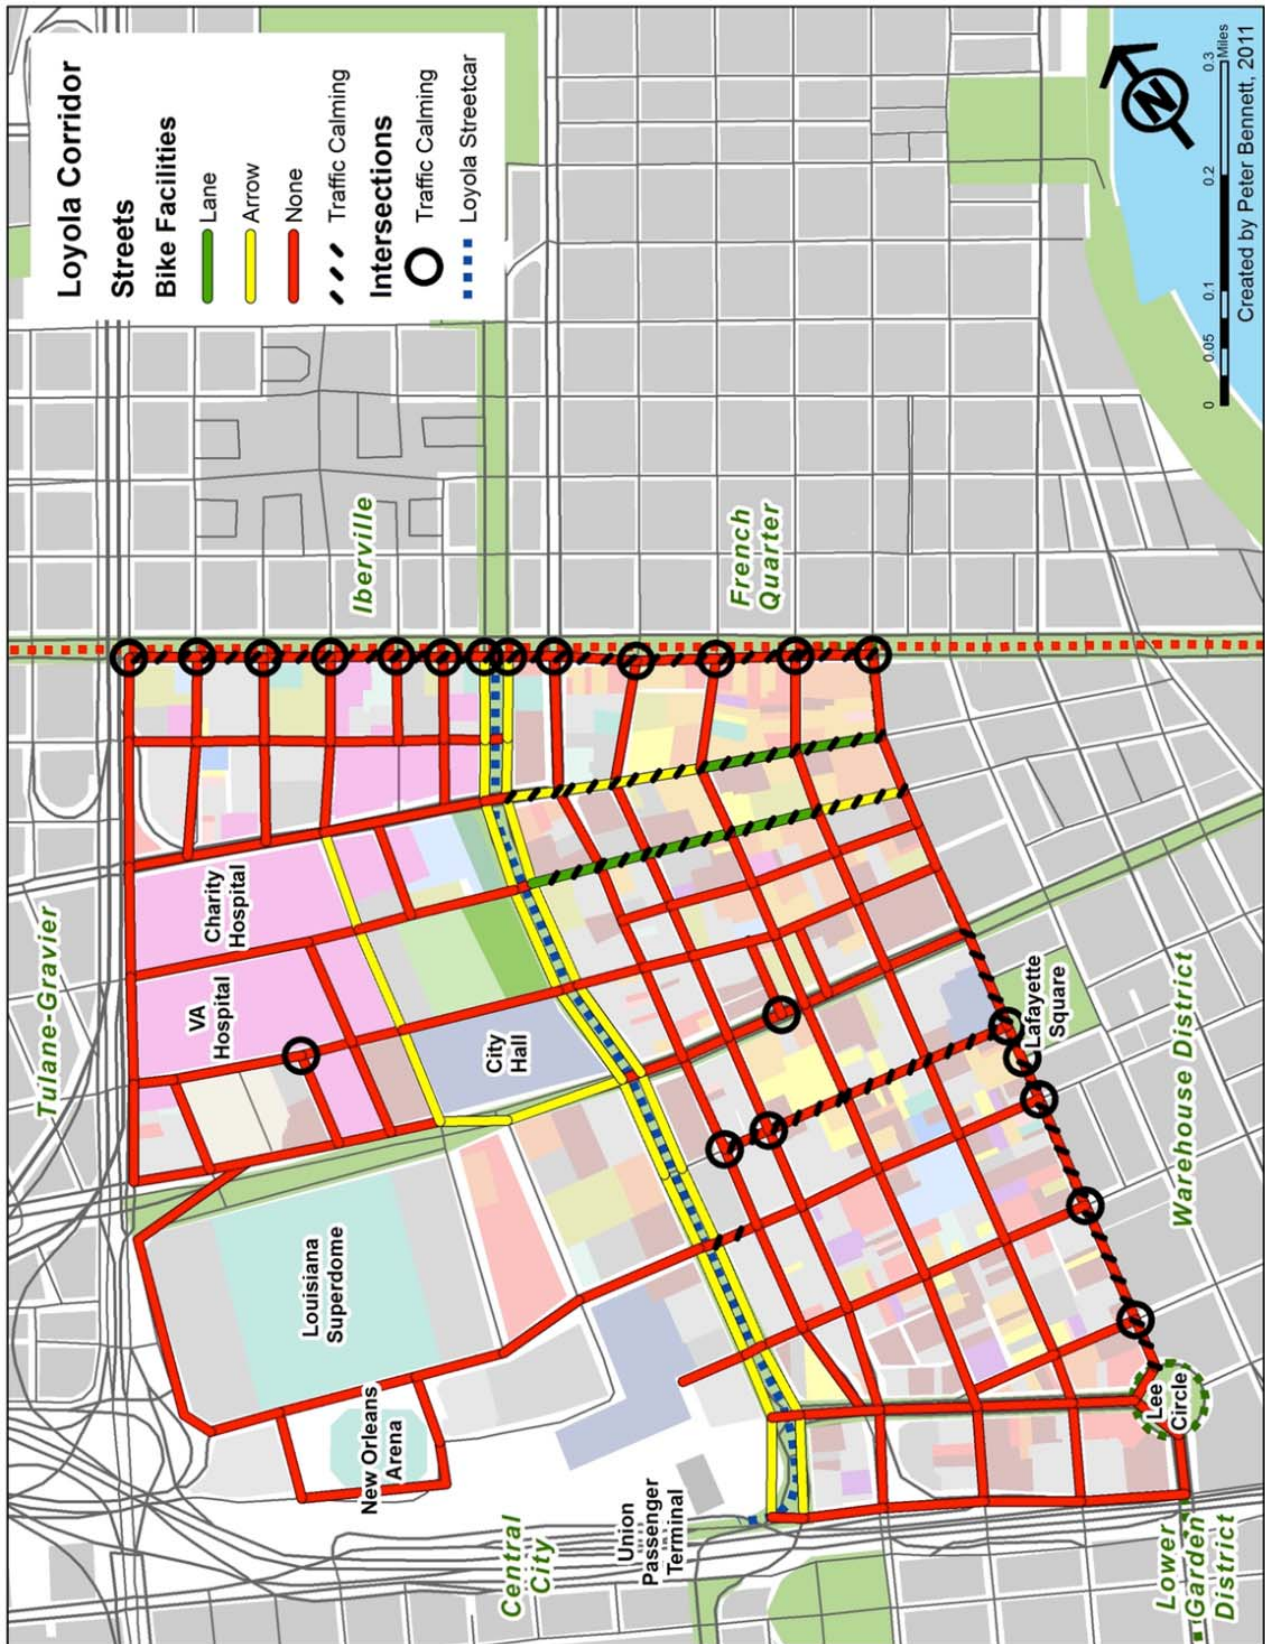 Loyola Corridor
Streets
Bike Facilities
Lane
Arrow
None
Traffic Calming
Intersections
Traffic Calming
Loyola Streetcar
Tulane-Gravier
Iberville
French
Quarter
Charity
Hospital
VA
Hospital
City
Hall
Lafayette
Square
Warehouse District
Louisiana
Superdome
New Orleans
Arena
Lee
Circle
Central
City
Union
Passenger
Terminal
Lower
Garden
District
N
0 0.05 0.1 0.2 0.3
Miles
Created by Peter Bennett, 2011